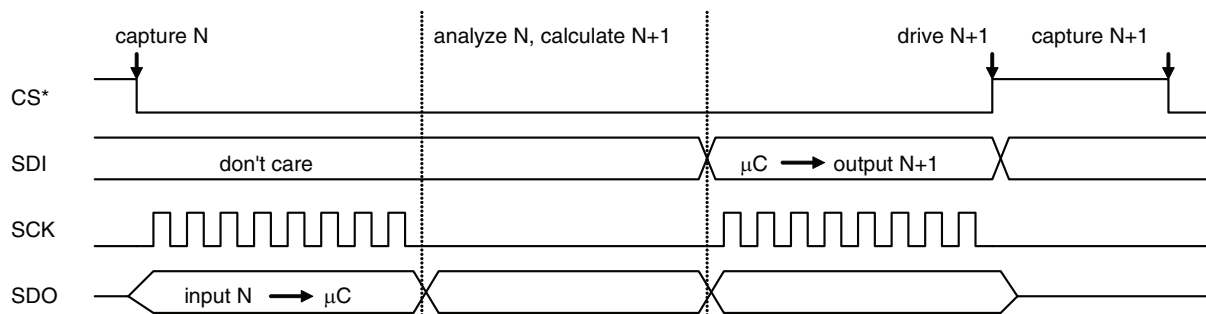 capture N
analyze N, calculate N+1
drive N+1
capture N+1
CS*
SDI
don't care
μC
output N+1
SCK
SDO
input N
μC